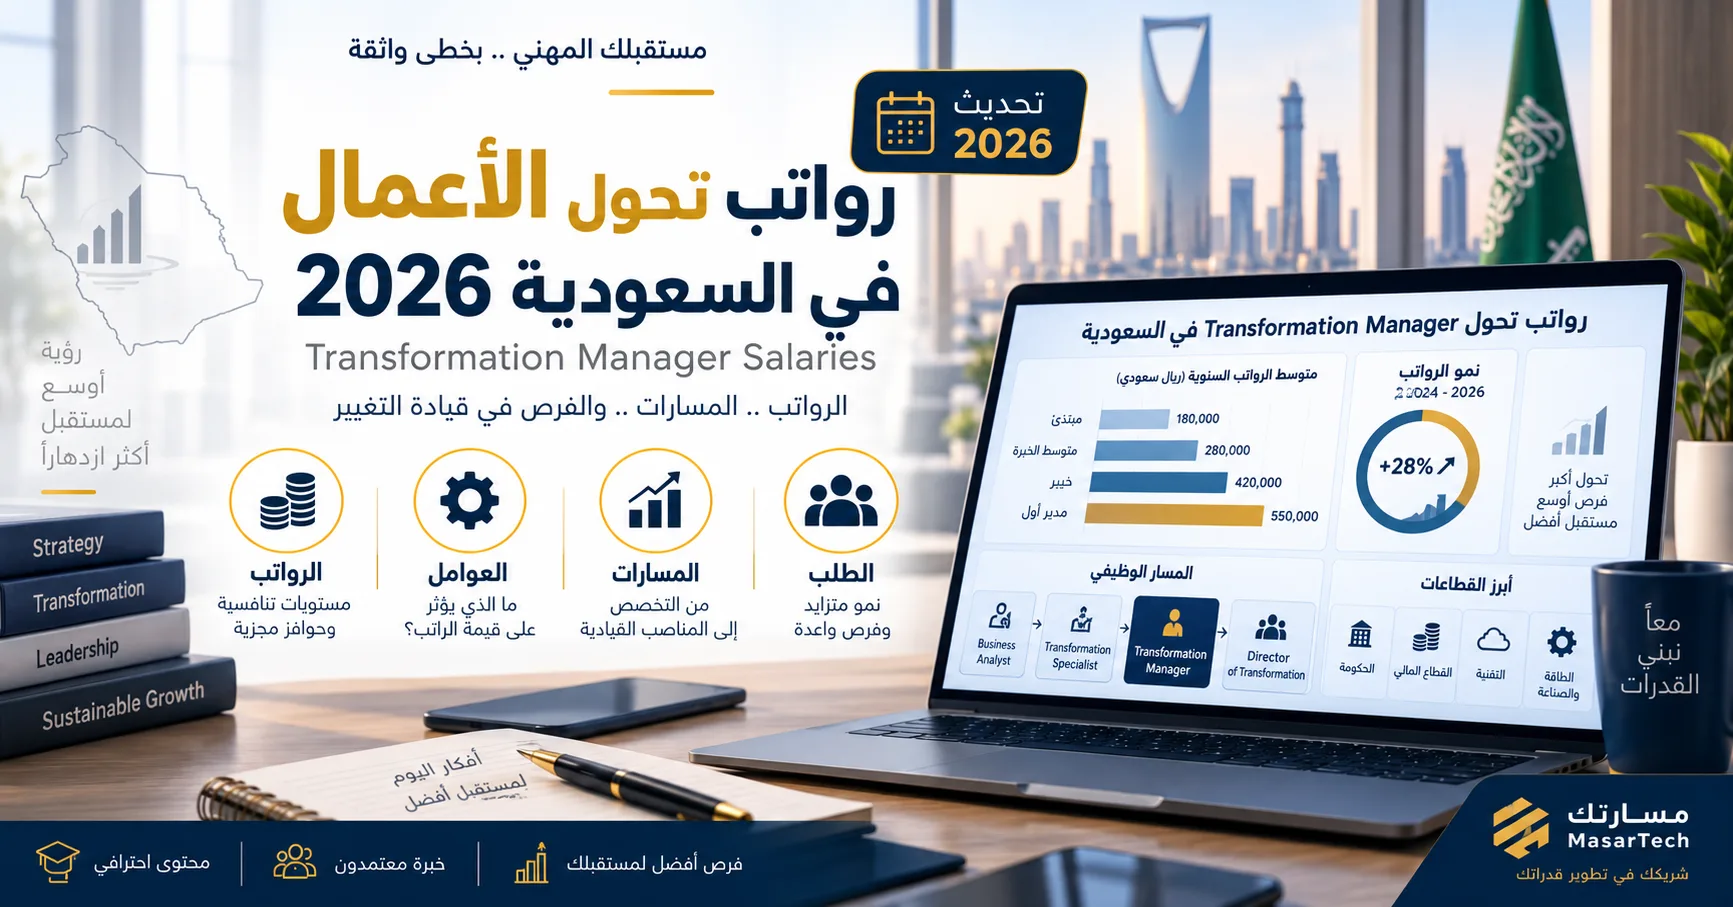 مستقبلك المهني .. بخطى واثقة
تحديث
2026
رواتب تحول الأعمال
في السعودية 2026
Transformation Manager Salaries
الرواتب .. المسارات .. والفرص في قيادة التغيير
رؤية
أوسع
لمستقبل
أكثر ازدهاراً
الطلب
نمو متزايد
وفرص واعدة
المسارات
من التخصص
إلى المناصب القيادية
العوامل
ما الذي يؤثر
على قيمة الراتب؟
الرواتب
مستويات تنافسية
وحوافز مجزية
Strategy
Transformation
Leadership
Sustainable Growth
أفكار اليوم
لمستقبل أفضل
رواتب تحول Transformation Manager في السعودية
متوسط الرواتب السنوية (ريال سعودي)
مبتدئ 180,000
متوسط الخبرة 280,000
خبير 420,000
مدير أول 550,000
نمو الرواتب
2024 - 2026
+28%
تحول أكبر
فرص أوسع
مستقبل أفضل
المسار الوظيفي
Business
Analyst
Transformation
Specialist
Transformation
Manager
Director
of Transformation
أبرز القطاعات
الحكومة
القطاع المالي
التقنية
الطاقة
والصناعة
معاً
نبني
القدرات
فرص أفضل لمستقبلك
خبرة معتمدون
محتوى احترافي
مسارتك
MasarTech
شريكك في تطوير قدراتك